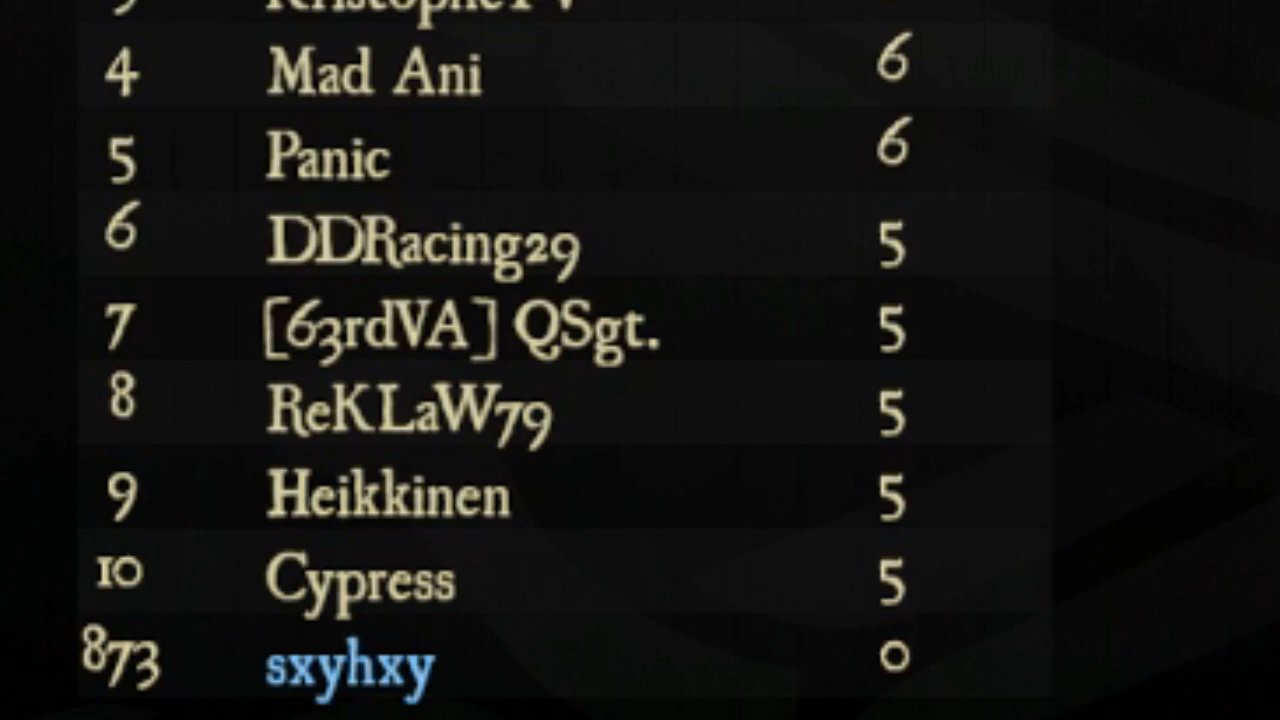 4 Mad Ani 6
5 Panic 6
6 DDRacing29 5
7 [63rdVA] QSgt. 5
8 ReKLaW79 5
9 Heikkinen 5
10 Cypress 5
873 sxyhxy 0